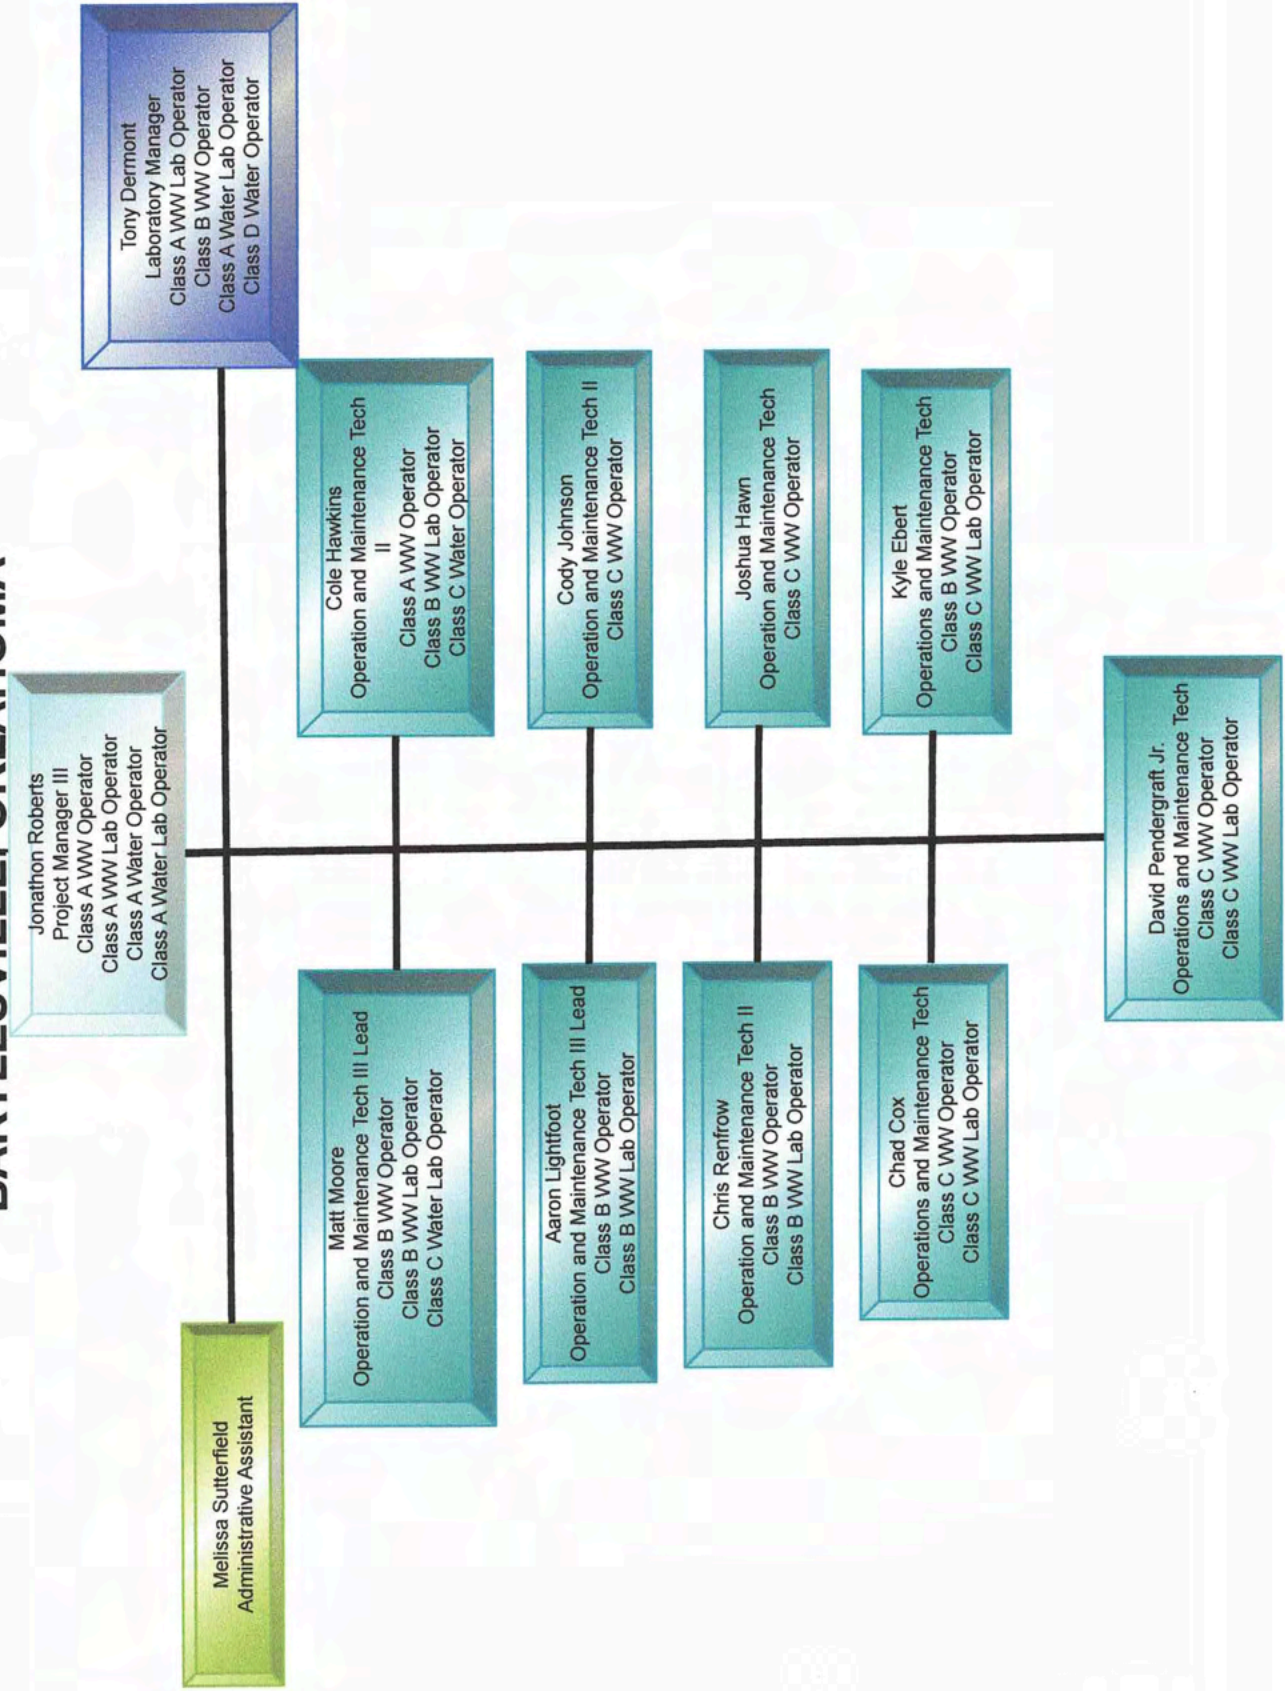 BARTLESVILLE, OKLAHOMA
Jonathon Roberts
Project Manager III
Class A WW Operator
Class A WW Lab Operator
Class A Water Operator
Class A Water Lab Operator
Melissa Sutterfield
Administrative Assistant
Tony Dermont
Laboratory Manager
Class A WW Lab Operator
Class B WW Operator
Class A Water Lab Operator
Class D Water Operator
Matt Moore
Operation and Maintenance Tech III Lead
Class B WW Operator
Class B WW Lab Operator
Class C Water Lab Operator
Cole Hawkins
Operation and Maintenance Tech
II
Class A WW Operator
Class B WW Lab Operator
Class C Water Operator
Aaron Lightfoot
Operation and Maintenance Tech III Lead
Class B WW Operator
Class B WW Lab Operator
Cody Johnson
Operation and Maintenance Tech II
Class C WW Operator
Chris Renfrow
Operation and Maintenance Tech II
Class B WW Operator
Class B WW Lab Operator
Joshua Hawn
Operation and Maintenance Tech
Class C WW Operator
Chad Cox
Operations and Maintenance Tech
Class C WW Operator
Class C WW Lab Operator
Kyle Ebert
Operations and Maintenance Tech
Class B WW Operator
Class C WW Lab Operator
David Pendergraft Jr.
Operations and Maintenance Tech
Class C WW Operator
Class C WW Lab Operator